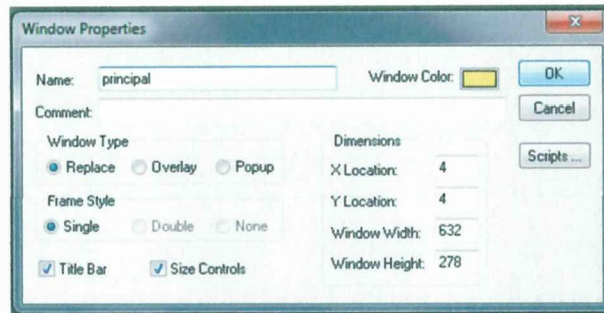 Window Properties
Name: principal Window Color: OK
Comment: Cancel
Window Type Dimensions Scripts ...
Replace Overlay Popup X Location: 4
Frame Style Y Location: 4
Single Double None Window Width: 632
Title Bar Size Controls Window Height: 278